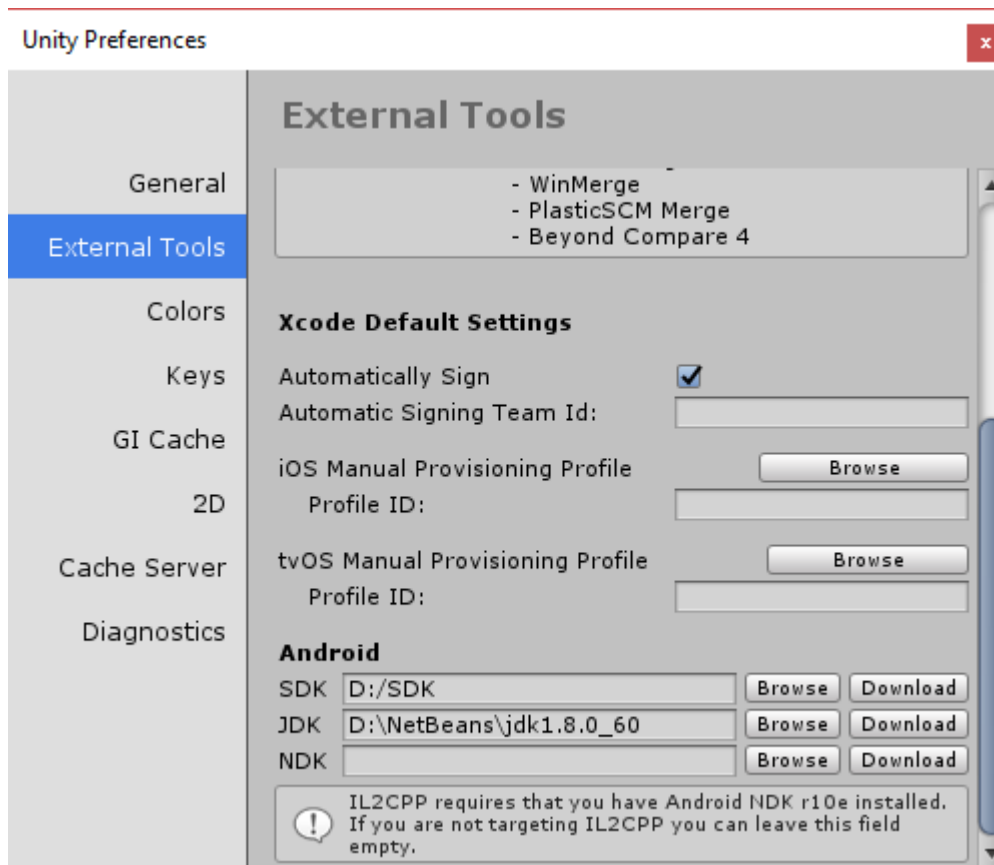 Unity Preferences
x
General
External Tools
Colors
Keys
GI Cache
2D
Cache Server
Diagnostics
External Tools
- WinMerge
- PlasticSCM Merge
- Beyond Compare 4
Xcode Default Settings
Automatically Sign
Automatic Signing Team Id:
iOS Manual Provisioning Profile Browse
Profile ID:
tvOS Manual Provisioning Profile Browse
Profile ID:
Android
SDK D:/SDK Browse Download
JDK D:\NetBeans\jdk1.8.0_60 Browse Download
NDK Browse Download
IL2CPP requires that you have Android NDK r10e installed.
If you are not targeting IL2CPP you can leave this field
empty.